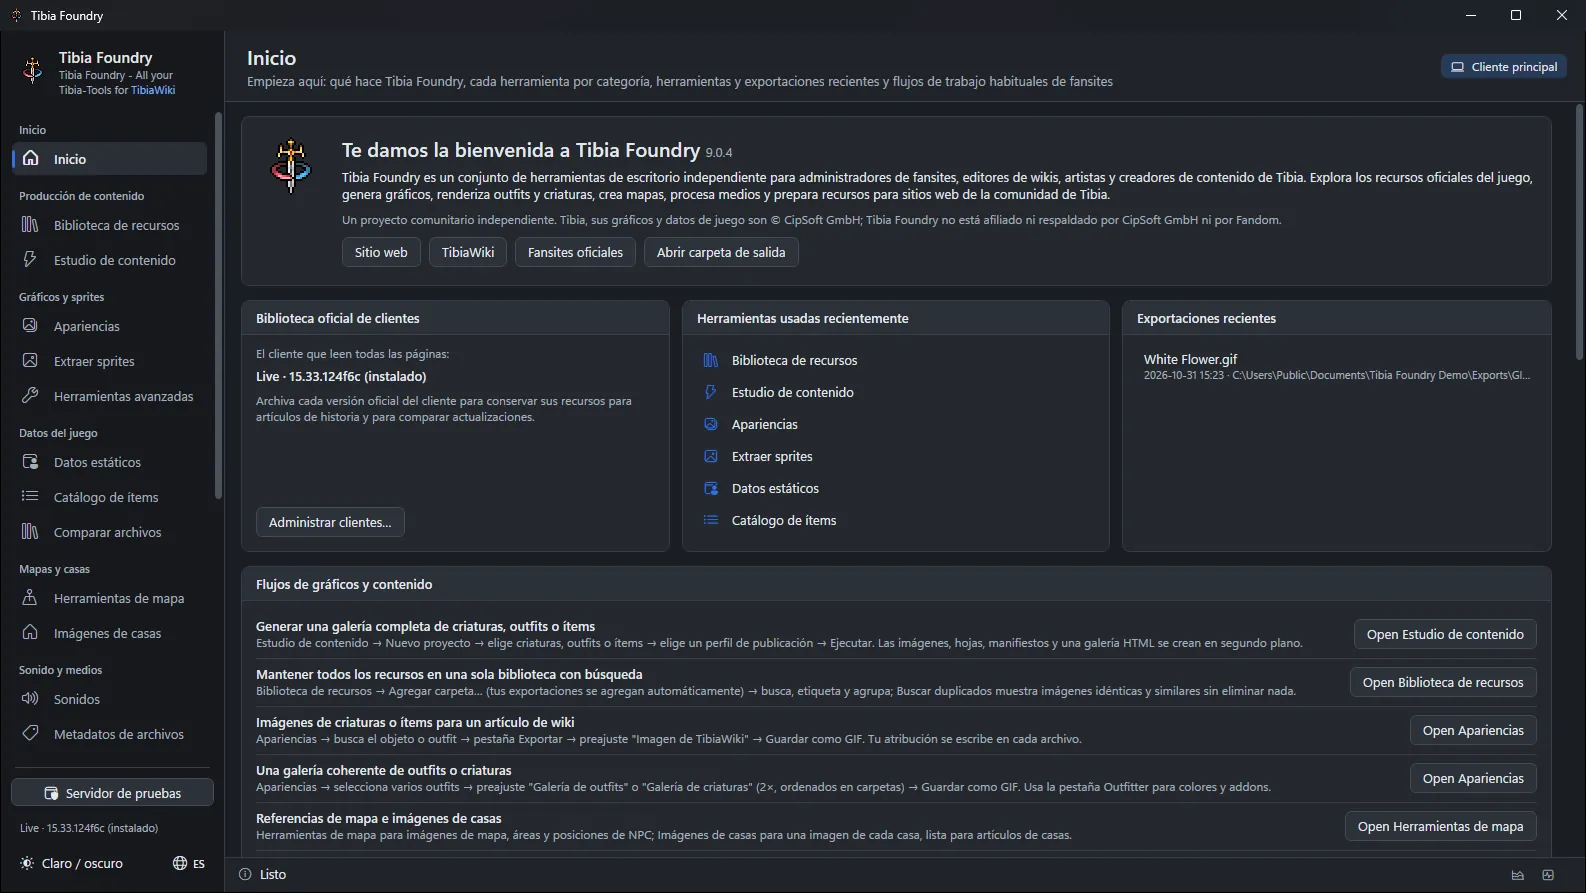 Tibia Foundry
Tibia Foundry
Tibia Foundry - All your
Tibia-Tools for TibiaWiki
Inicio
Inicio
Producción de contenido
Biblioteca de recursos
Estudio de contenido
Gráficos y sprites
Apariencias
Extraer sprites
Herramientas avanzadas
Datos del juego
Datos estáticos
Catálogo de ítems
Comparar archivos
Mapas y casas
Herramientas de mapa
Imágenes de casas
Sonido y medios
Sonidos
Metadatos de archivos
Servidor de pruebas
Live · 15.33.124f6c (instalado)
Claro / oscuro
ES
Inicio
Empieza aquí: qué hace Tibia Foundry, cada herramienta por categoría, herramientas y exportaciones recientes y flujos de trabajo habituales de fansites
Cliente principal
Te damos la bienvenida a Tibia Foundry 9.0.4
Tibia Foundry es un conjunto de herramientas de escritorio independiente para administradores de fansites, editores de wikis, artistas y creadores de contenido de Tibia. Explora los recursos oficiales del juego,
genera gráficos, renderiza outfits y criaturas, crea mapas, procesa medios y prepara recursos para sitios web de la comunidad de Tibia.
Un proyecto comunitario independiente. Tibia, sus gráficos y datos de juego son © CipSoft GmbH; Tibia Foundry no está afiliado ni respaldado por CipSoft GmbH ni por Fandom.
Sitio web
TibiaWiki
Fansites oficiales
Abrir carpeta de salida
Biblioteca oficial de clientes
El cliente que leen todas las páginas:
Live · 15.33.124f6c (instalado)
Archiva cada versión oficial del cliente para conservar sus recursos para
artículos de historia y para comparar actualizaciones.
Administrar clientes...
Herramientas usadas recientemente
Biblioteca de recursos
Estudio de contenido
Apariencias
Extraer sprites
Datos estáticos
Catálogo de ítems
Exportaciones recientes
White Flower.gif
2026-10-31 15:23 · C:\Users\Public\Documents\Tibia Foundry Demo\Exports\GI...
Flujos de gráficos y contenido
Generar una galería completa de criaturas, outfits o ítems
Estudio de contenido → Nuevo proyecto → elige criaturas, outfits o ítems → elige un perfil de publicación → Ejecutar. Las imágenes, hojas, manifiestos y una galería HTML se crean en segundo plano.
Open Estudio de contenido
Mantener todos los recursos en una sola biblioteca con búsqueda
Biblioteca de recursos → Agregar carpeta... (tus exportaciones se agregan automáticamente) → busca, etiqueta y agrupa; Buscar duplicados muestra imágenes idénticas y similares sin eliminar nada.
Open Biblioteca de recursos
Imágenes de criaturas o ítems para un artículo de wiki
Apariencias → busca el objeto o outfit → pestaña Exportar → preajuste "Imagen de TibiaWiki" → Guardar como GIF. Tu atribución se escribe en cada archivo.
Open Apariencias
Una galería coherente de outfits o criaturas
Apariencias → selecciona varios outfits → preajuste "Galería de outfits" o "Galería de criaturas" (2×, ordenados en carpetas) → Guardar como GIF. Usa la pestaña Outfitter para colores y addons.
Open Apariencias
Referencias de mapa e imágenes de casas
Herramientas de mapa para imágenes de mapa, áreas y posiciones de NPC; Imágenes de casas para una imagen de cada casa, lista para artículos de casas.
Open Herramientas de mapa
Listo